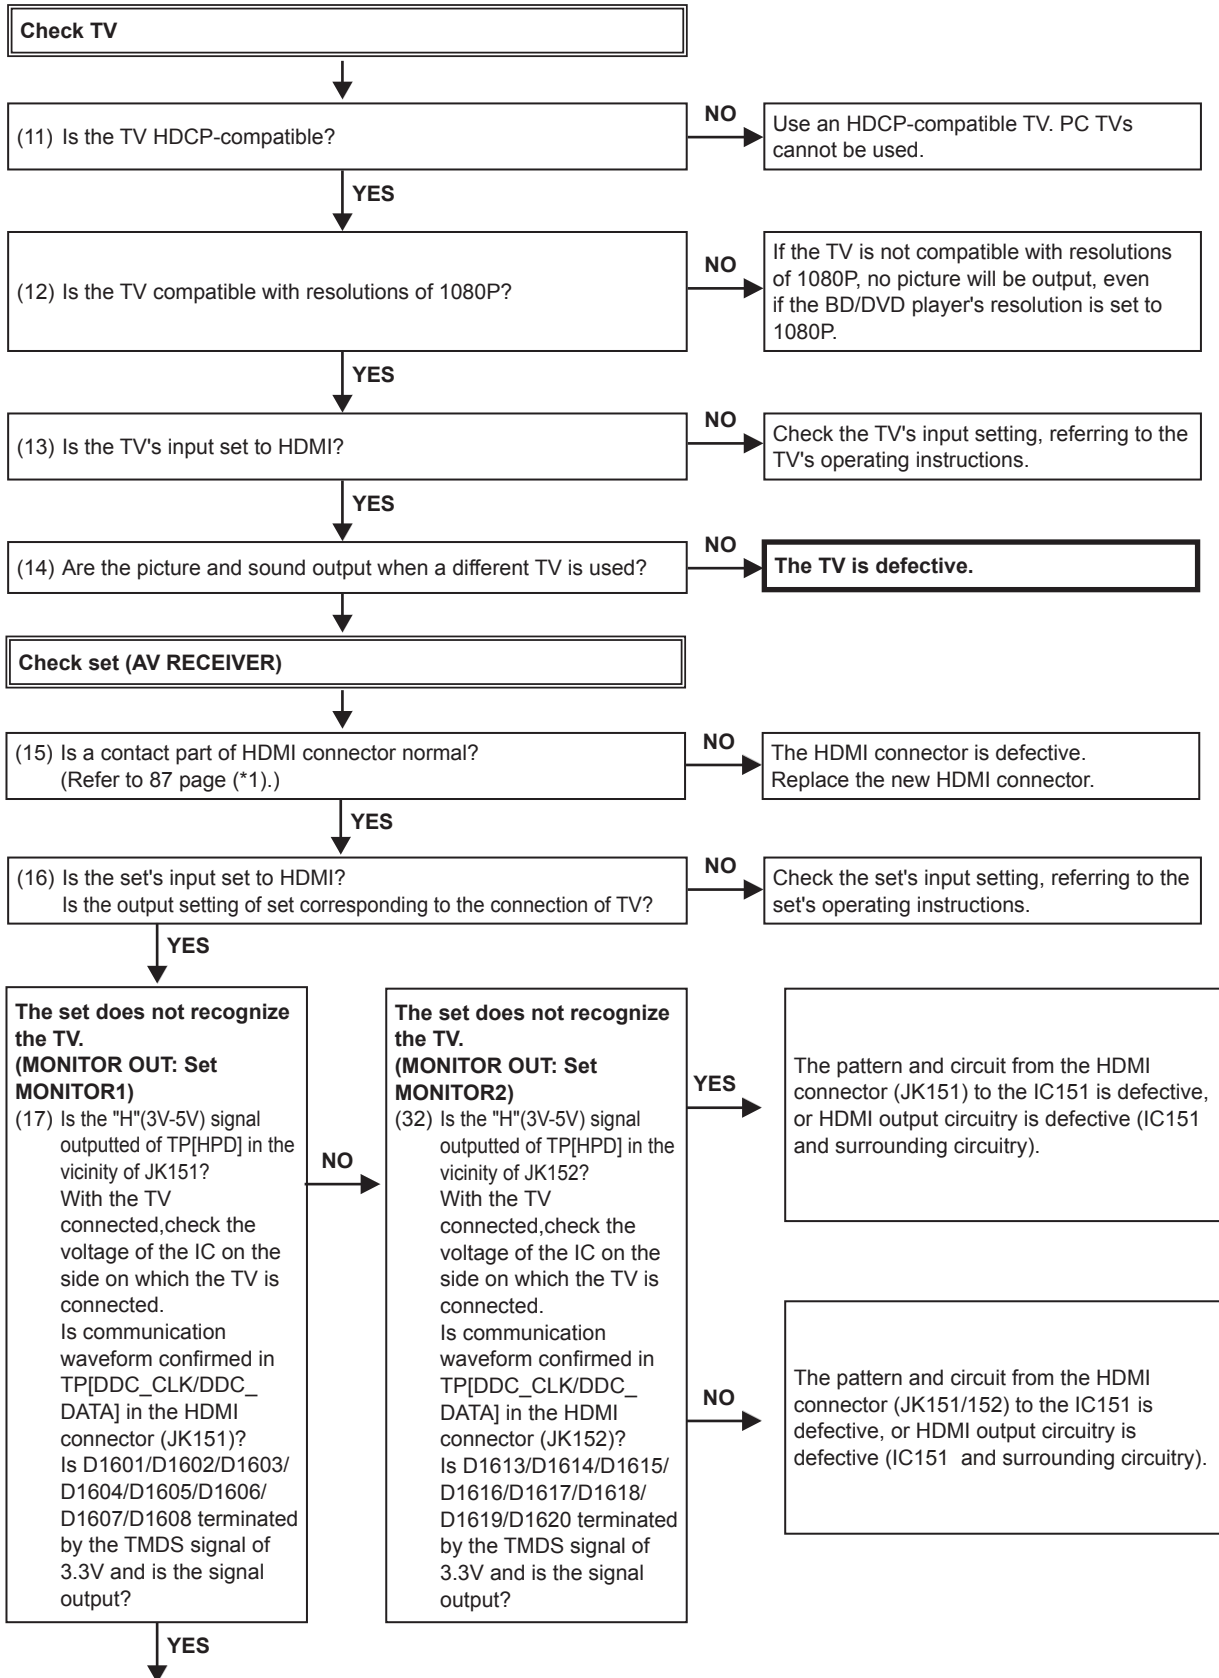 Check TV
(11) Is the TV HDCP-compatible?
NO
Use an HDCP-compatible TV. PC TVs
cannot be used.
YES
(12) Is the TV compatible with resolutions of 1080P?
NO
If the TV is not compatible with resolutions
of 1080P, no picture will be output, even
if the BD/DVD player's resolution is set to
1080P.
YES
(13) Is the TV's input set to HDMI?
NO
Check the TV's input setting, referring to the
TV's operating instructions.
YES
(14) Are the picture and sound output when a different TV is used?
NO
The TV is defective.
Check set (AV RECEIVER)
(15) Is a contact part of HDMI connector normal?
(Refer to 87 page (*1).)
NO
The HDMI connector is defective.
Replace the new HDMI connector.
YES
(16) Is the set's input set to HDMI?
Is the output setting of set corresponding to the connection of TV?
NO
Check the set's input setting, referring to the
set's operating instructions.
YES
The set does not recognize
the TV.
(MONITOR OUT: Set
MONITOR1)
(17) Is the "H"(3V-5V) signal
outputted of TP[HPD] in the
vicinity of JK151?
With the TV
connected,check the
voltage of the IC on the
side on which the TV is
connected.
Is communication
waveform confirmed in
TP[DDC_CLK/DDC_
DATA] in the HDMI
connector (JK151)?
Is D1601/D1602/D1603/
D1604/D1605/D1606/
D1607/D1608 terminated
by the TMDS signal of
3.3V and is the signal
output?
NO
The set does not recognize
the TV.
(MONITOR OUT: Set
MONITOR2)
(32) Is the "H"(3V-5V) signal
outputted of TP[HPD] in the
vicinity of JK152?
With the TV
connected,check the
voltage of the IC on the
side on which the TV is
connected.
Is communication
waveform confirmed in
TP[DDC_CLK/DDC_
DATA] in the HDMI
connector (JK152)?
Is D1613/D1614/D1615/
D1616/D1617/D1618/
D1619/D1620 terminated
by the TMDS signal of
3.3V and is the signal
output?
YES
The pattern and circuit from the HDMI
connector (JK151) to the IC151 is defective,
or HDMI output circuitry is defective (IC151
and surrounding circuitry).
NO
The pattern and circuit from the HDMI
connector (JK151/152) to the IC151 is
defective, or HDMI output circuitry is
defective (IC151  and surrounding circuitry).
YES